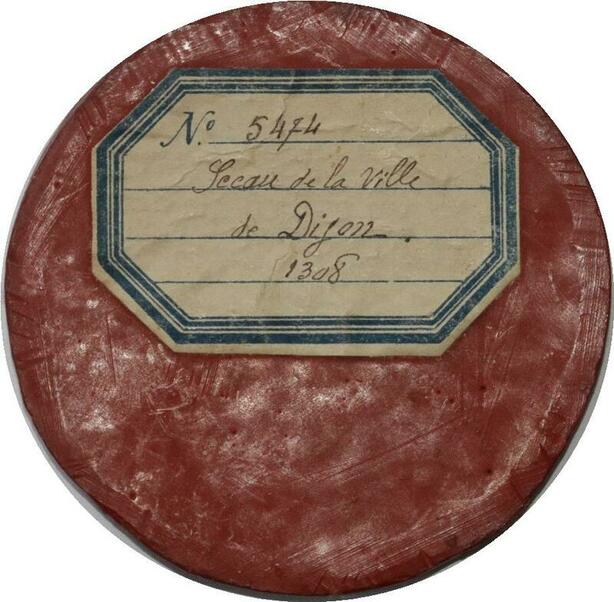 N.o 5474
Sceau de la Ville
de Dijon.
1308